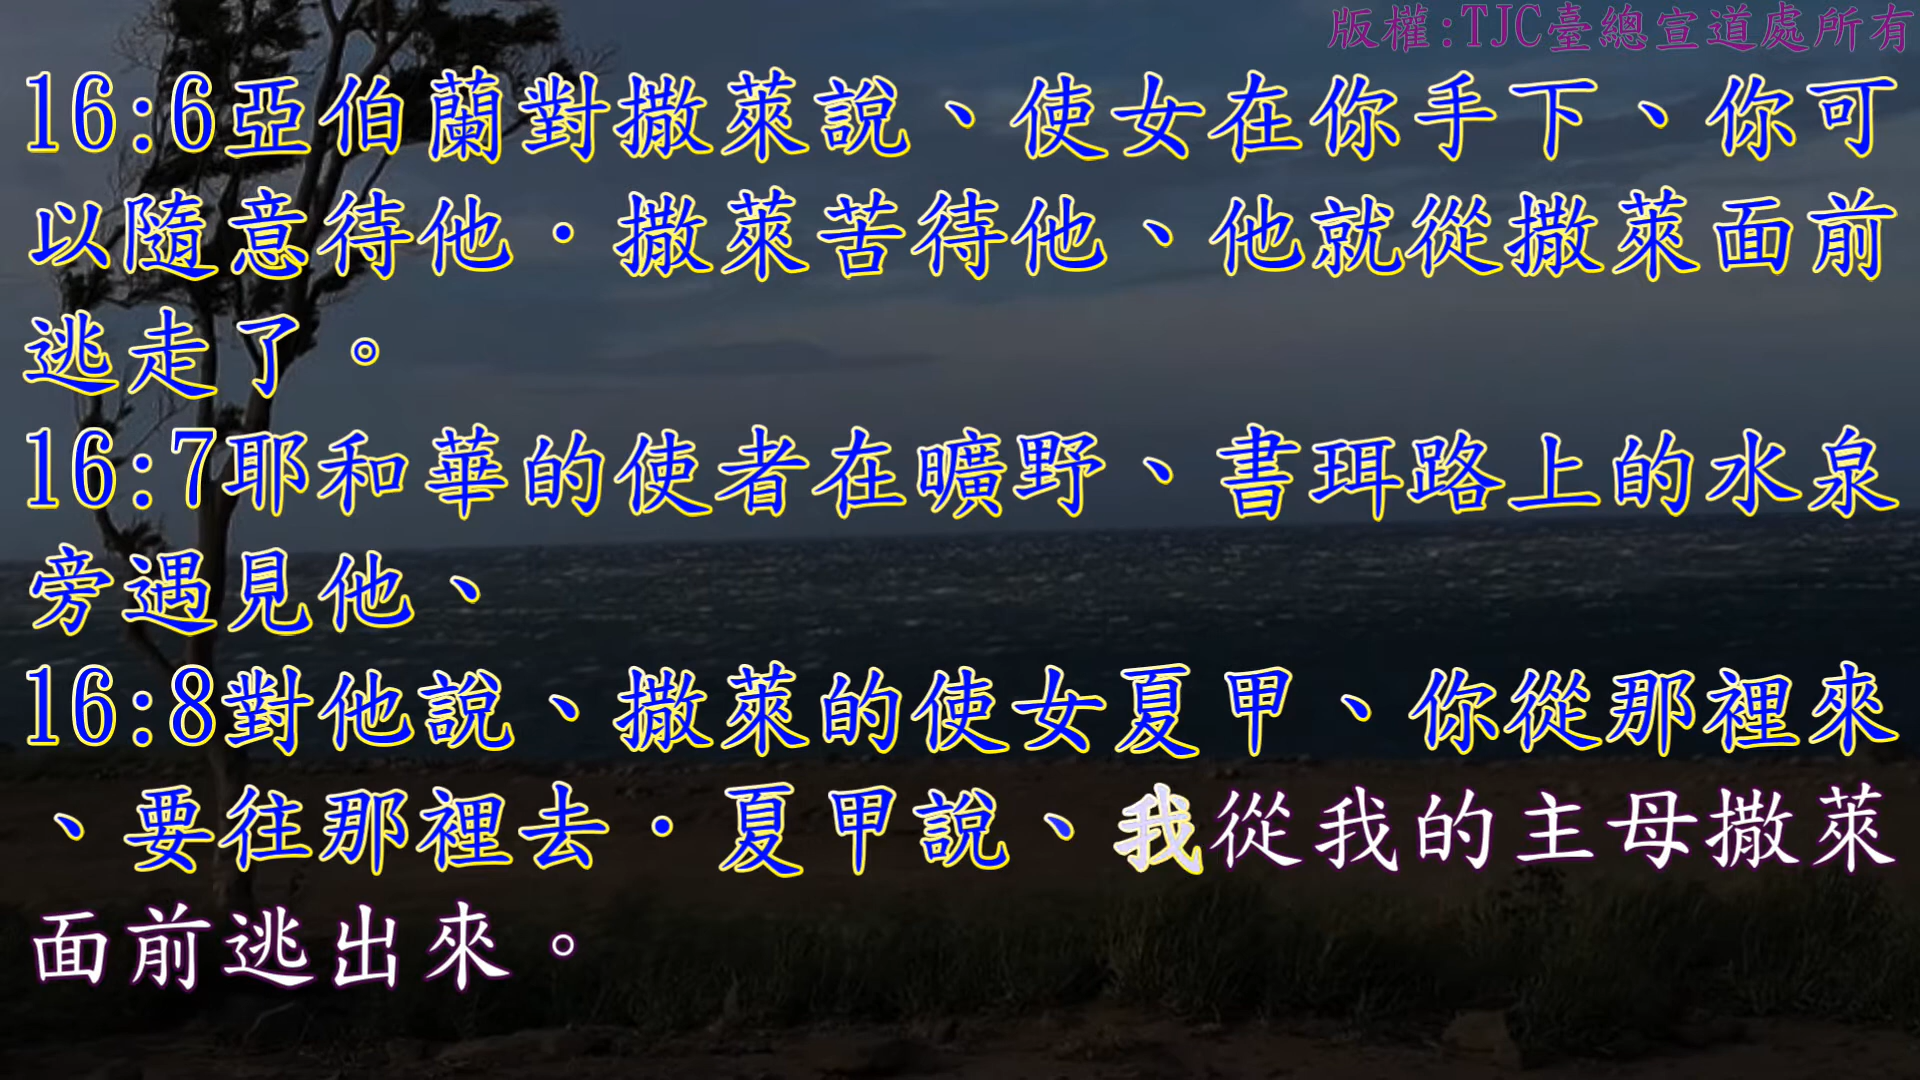 版權:TJC臺總宣道處所有
16:6亞伯蘭對撒萊說、使女在你手下、你可
以隨意待他．撒萊苦待他、他就從撒萊面前
逃走了。
16:7耶和華的使者在曠野、書珥路上的水泉
旁遇見他、
16:8對他說、撒萊的使女夏甲、你從那裡來
、要往那裡去．夏甲說、我從我的主母撒萊
面前逃出來。